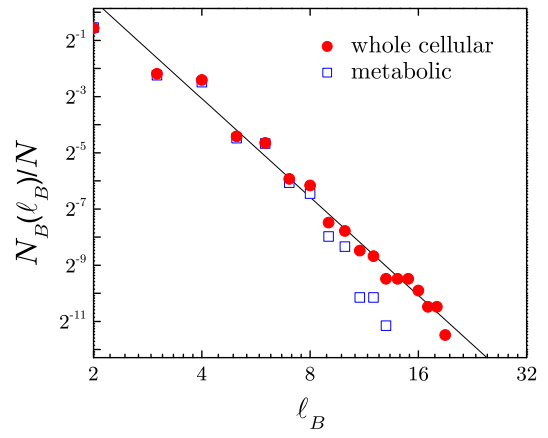 whole cellular
metabolic
N_B(ℓ_B)/N
2^-1
2^-3
2^-5
2^-7
2^-9
2^-11
2 4 8 16 32
ℓ_B